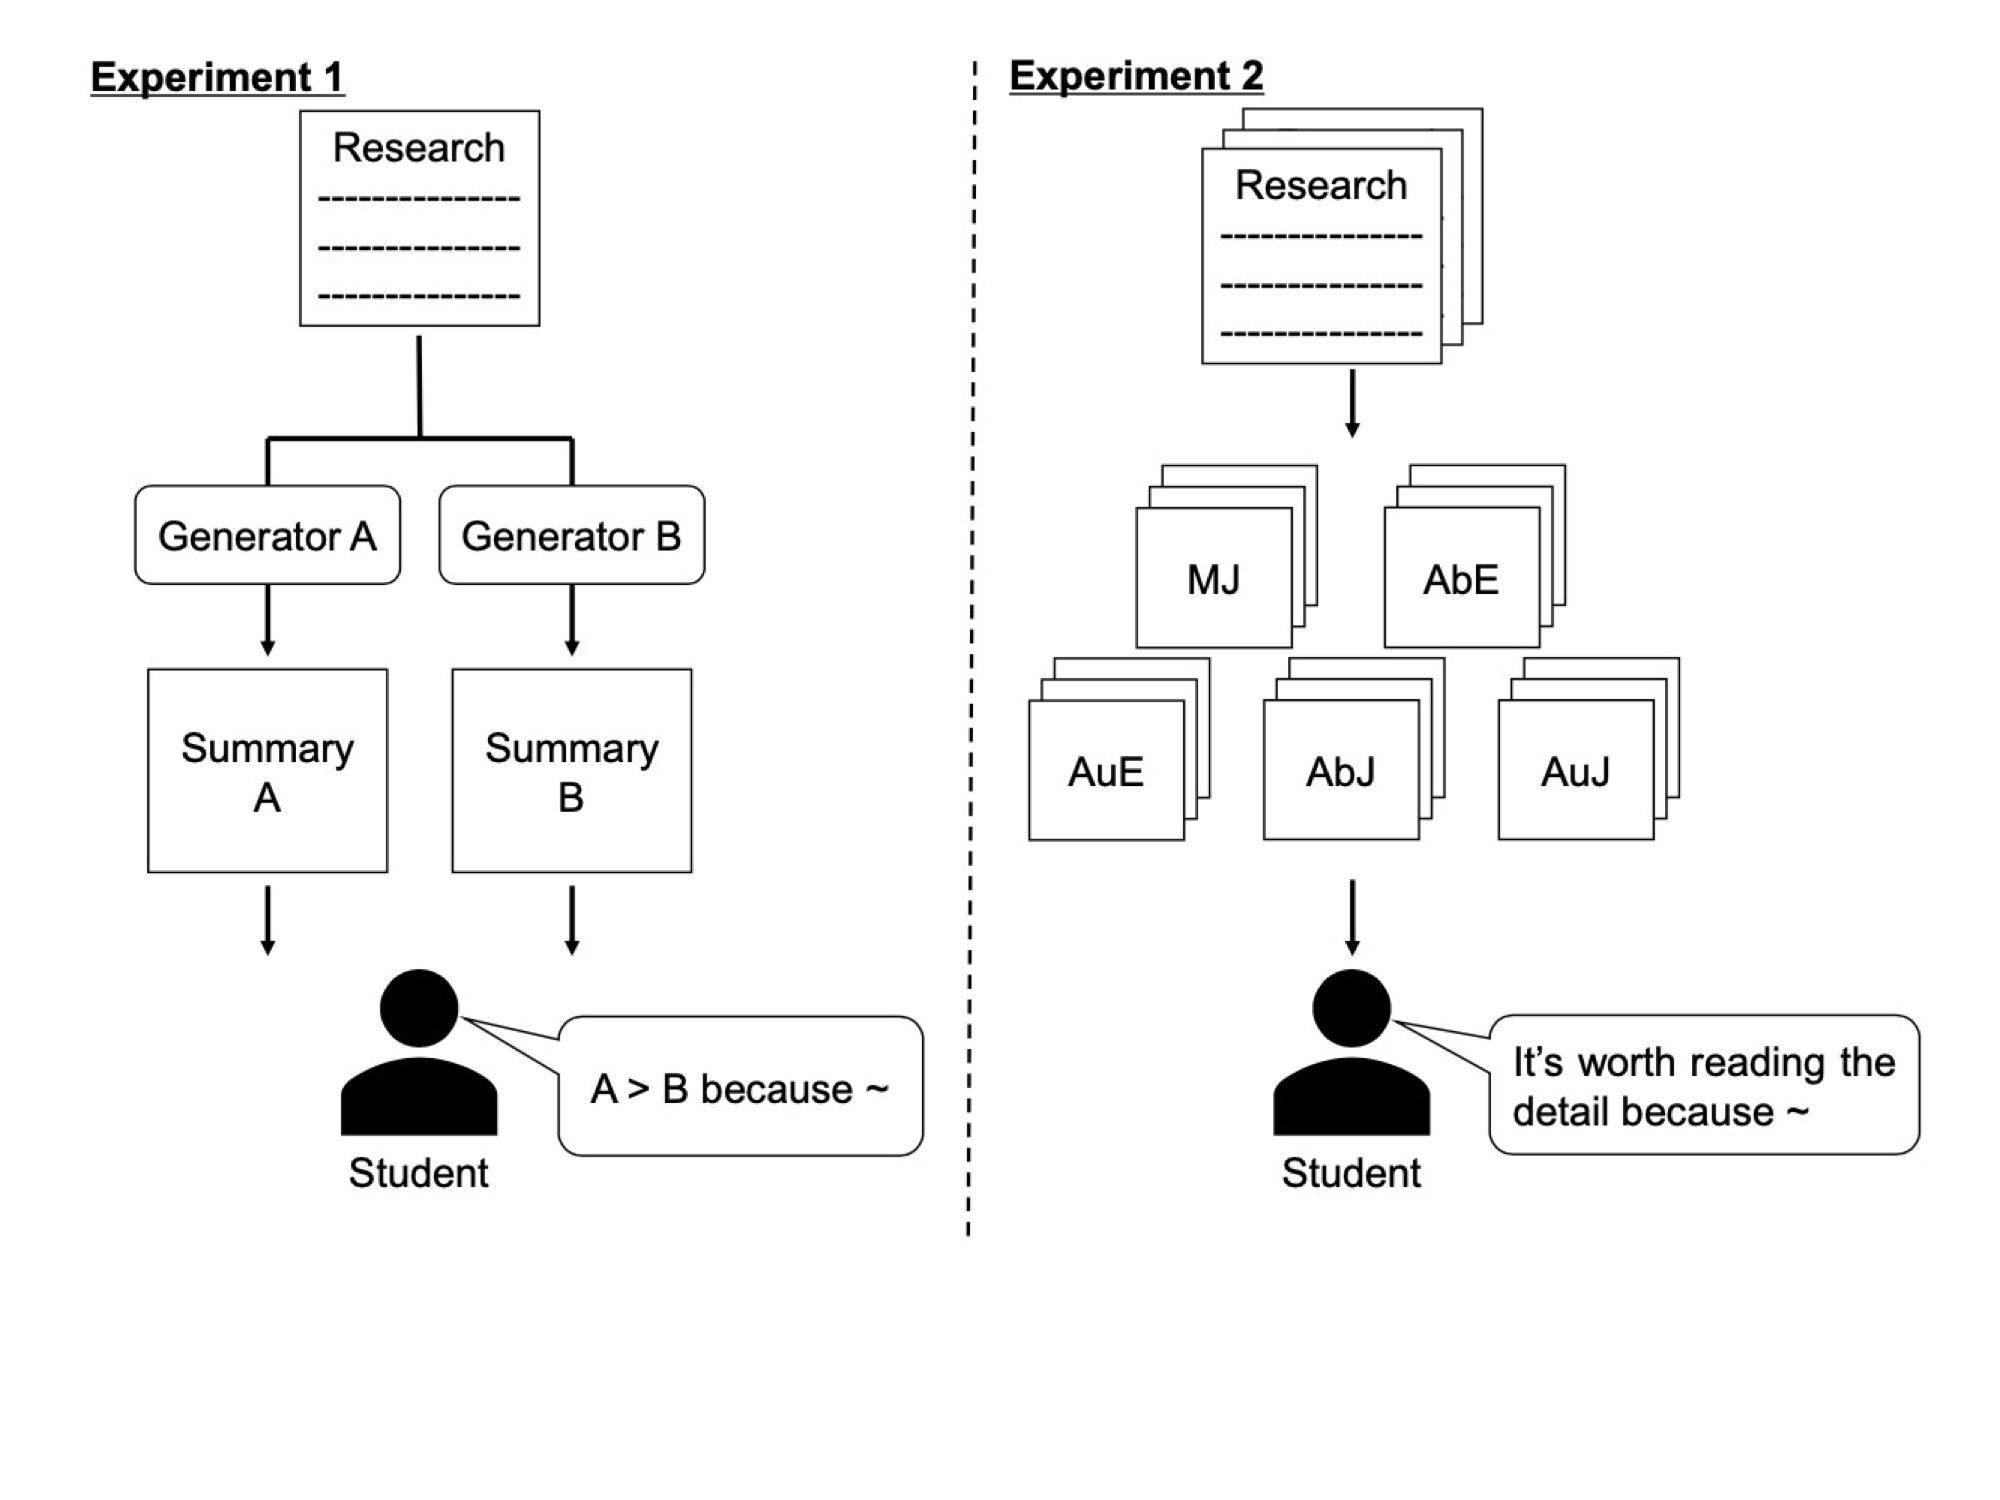 Experiment 1
Research
Generator A
Generator B
Summary
A
Summary
B
A > B because ~
Student
Experiment 2
Research
MJ
AbE
AuE
AbJ
AuJ
It’s worth reading the
detail because ~
Student